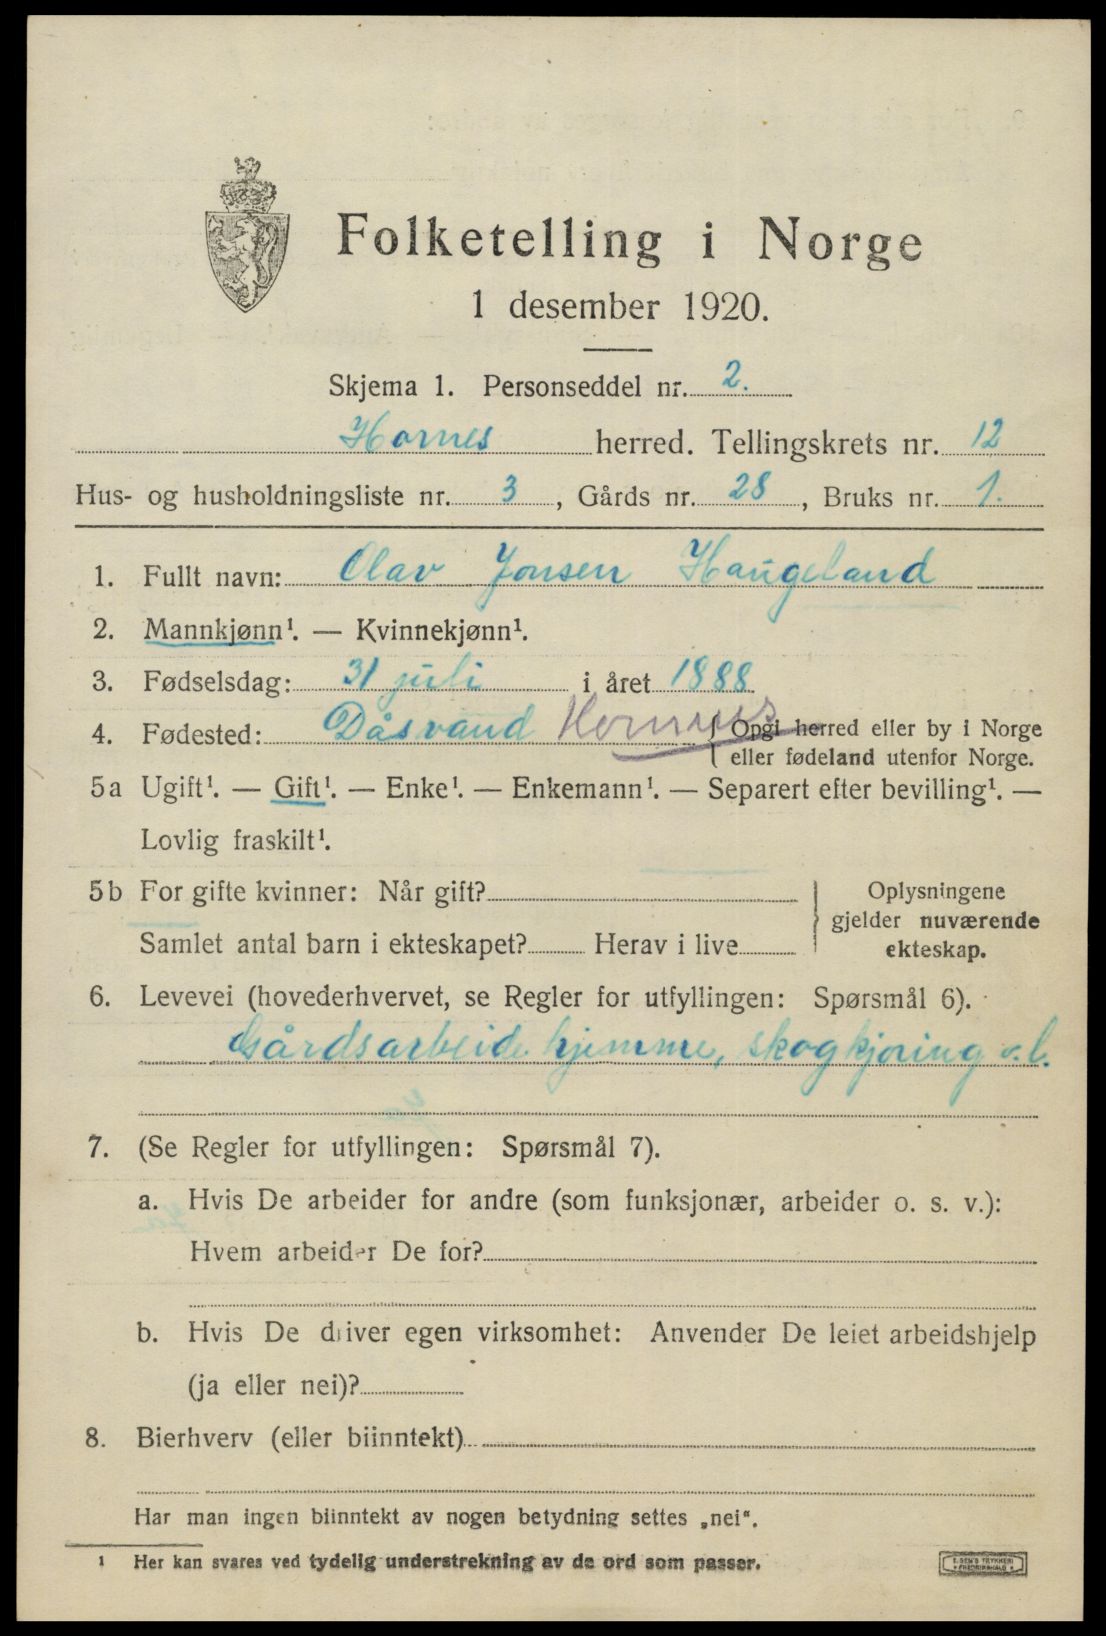 Folketelling i Norge
1 desember 1920.
Skjema 1. Personseddel nr. 2.
Hornes herred. Tellingskrets nr. 12
Hus- og husholdningsliste nr. 3, Gårds nr. 28, Bruks nr. 1.
1. Fullt navn: Olav Jonsen Haugeland
2. Mannkjønn¹. — Kvinnekjønn¹.
3. Fødselsdag: 31 juli i året 1888
4. Fødested: Dåsvand Hornnes { Opgi herred eller by i Norge
eller fødeland utenfor Norge.
5a Ugift¹. — Gift¹. — Enke¹. — Enkemann¹. — Separert efter bevilling¹. —
Lovlig fraskilt¹.
5b For gifte kvinner: Når gift?
Samlet antal barn i ekteskapet? Herav i live
Oplysningene
gjelder nuværende
ekteskap.
6. Levevei (hovederhvervet, se Regler for utfyllingen: Spørsmål 6).
Gårdsarbeide hjemme, skogkjøring o.l.
7. (Se Regler for utfyllingen: Spørsmål 7).
a. Hvis De arbeider for andre (som funksjonær, arbeider o. s. v.):
Hvem arbeider De for?
b. Hvis De driver egen virksomhet: Anvender De leiet arbeidshjelp
(ja eller nei)?
8. Bierhverv (eller biinntekt)
Har man ingen biinntekt av nogen betydning settes „nei“.
¹ Her kan svares ved tydelig understrekning av de ord som passer.